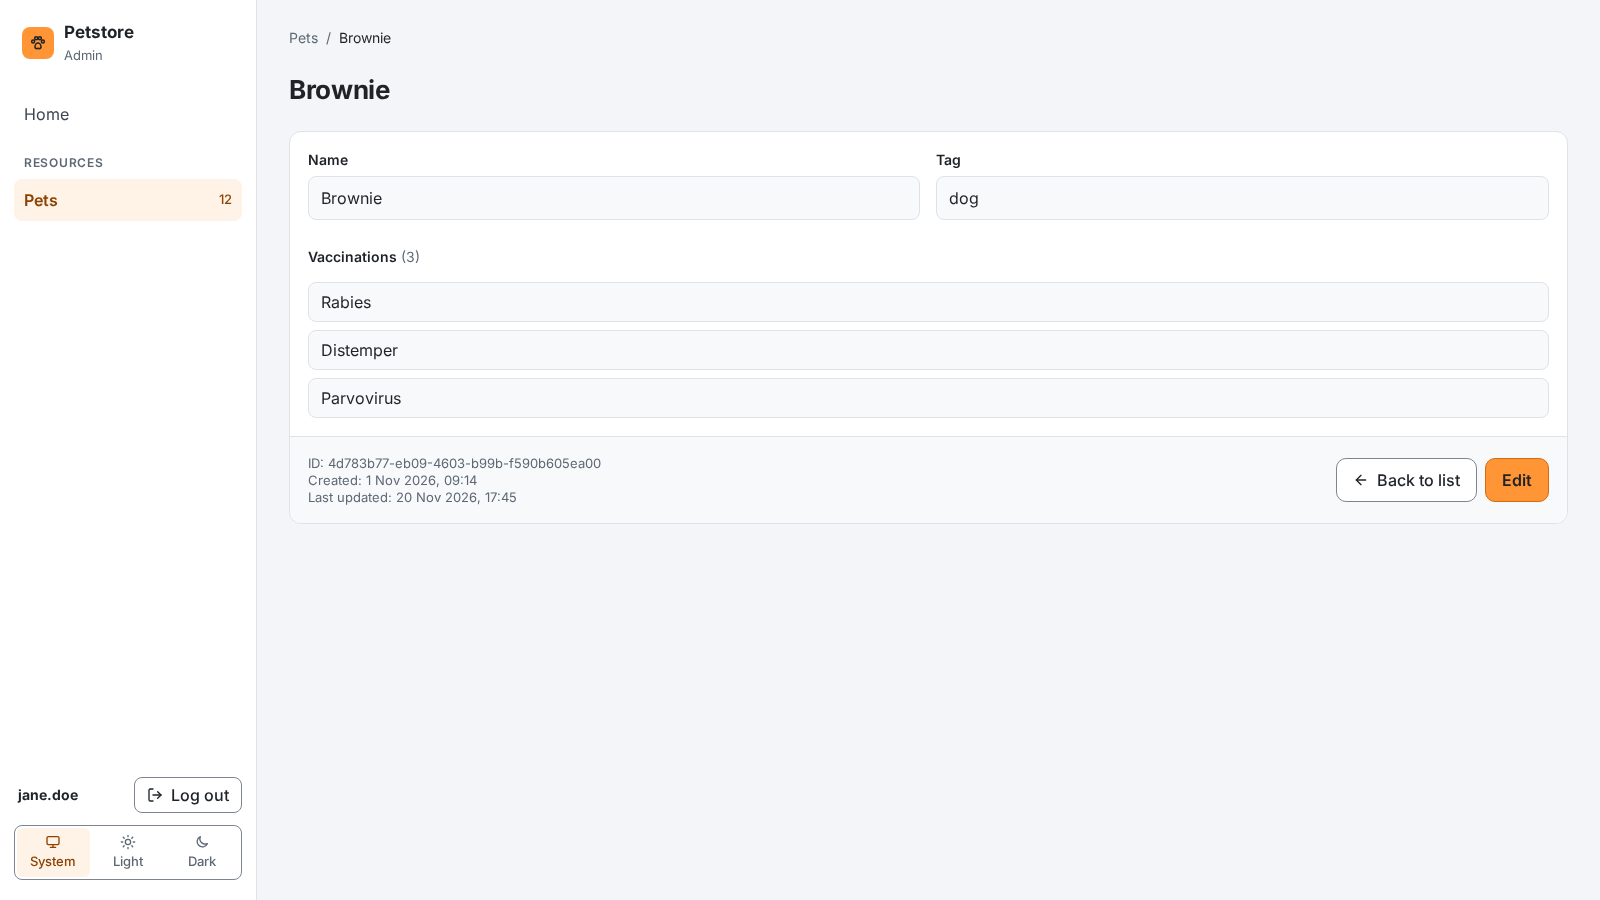 Petstore
Admin
Home
RESOURCES
Pets 12
jane.doe
Log out
System Light Dark
Pets / Brownie
Brownie
Name Tag
Brownie dog
Vaccinations (3)
Rabies
Distemper
Parvovirus
ID: 4d783b77-eb09-4603-b99b-f590b605ea00
Created: 1 Nov 2026, 09:14
Last updated: 20 Nov 2026, 17:45
Back to list Edit